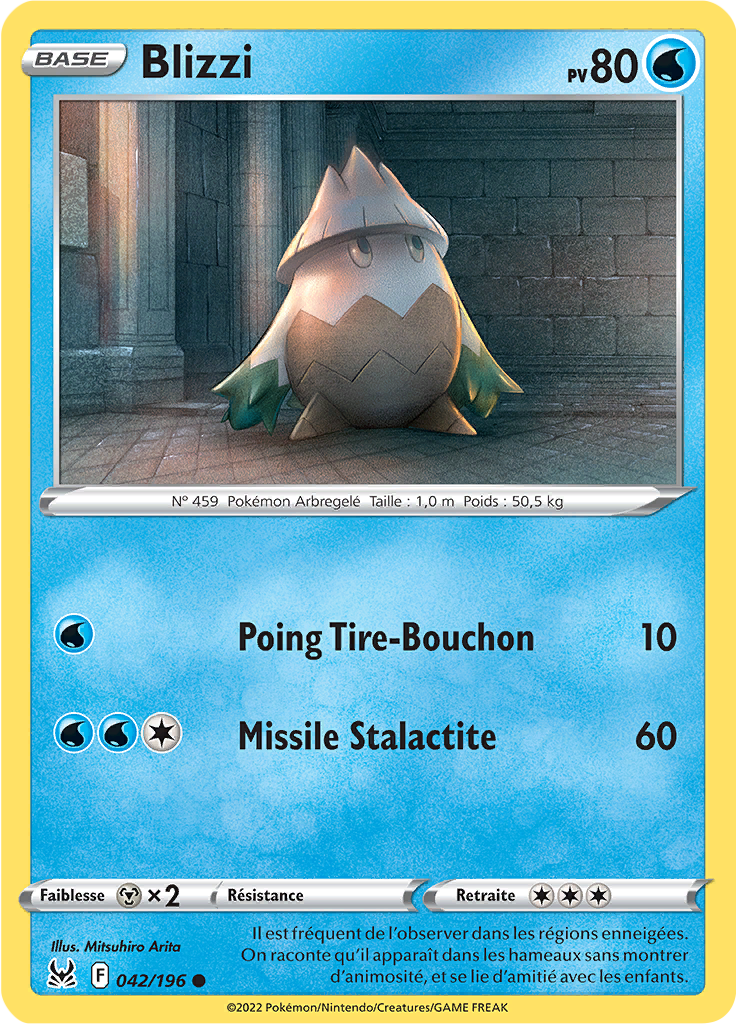 BASE
Blizzi
PV 80
Nº 459 Pokémon Arbregelé Taille : 1,0 m Poids : 50,5 kg
Poing Tire-Bouchon 10
Missile Stalactite 60
Faiblesse ×2 Résistance Retraite
Illus. Mitsuhiro Arita
Il est fréquent de l'observer dans les régions enneigées.
On raconte qu'il apparaît dans les hameaux sans montrer
d'animosité, et se lie d'amitié avec les enfants.
F 042/196
©2022 Pokémon/Nintendo/Creatures/GAME FREAK